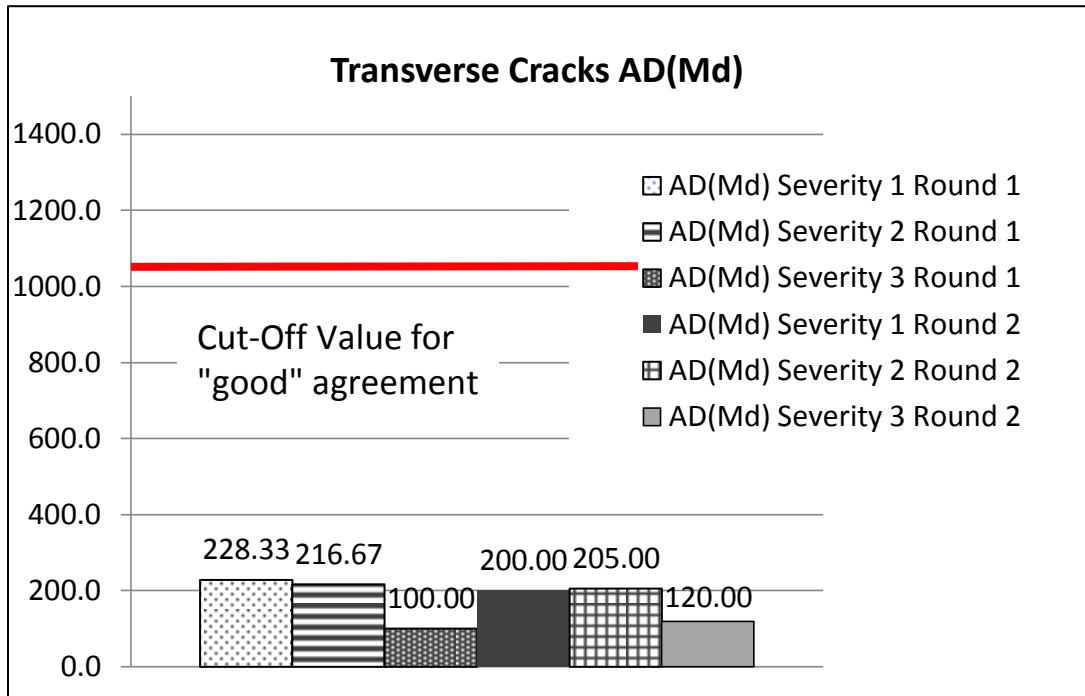 Transverse Cracks AD(Md)
1400.0
1200.0
1000.0
800.0
600.0
400.0
200.0
0.0
Cut-Off Value for
"good" agreement
228.33
216.67
100.00
200.00
205.00
120.00
AD(Md) Severity 1 Round 1
AD(Md) Severity 2 Round 1
AD(Md) Severity 3 Round 1
AD(Md) Severity 1 Round 2
AD(Md) Severity 2 Round 2
AD(Md) Severity 3 Round 2